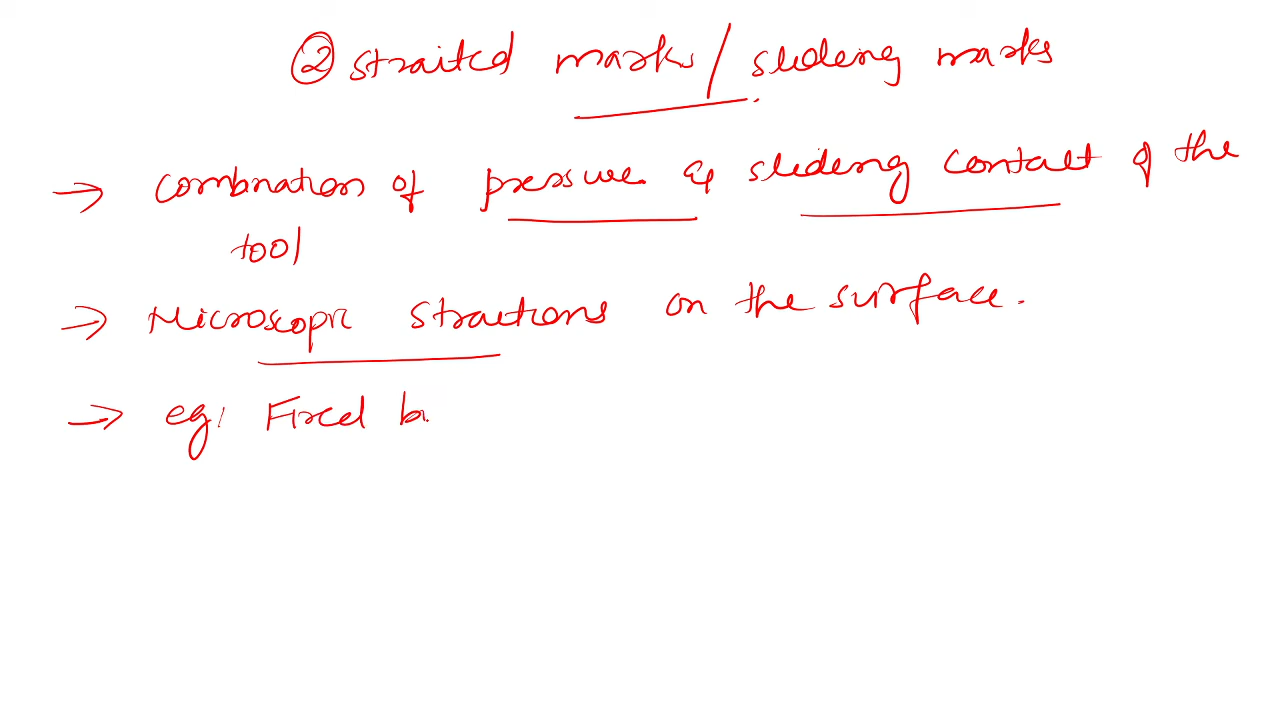 ② straited marks / sliding marks
→ Combination of pressure & sliding contact of the
tool
→ Microscopic straitions on the surface.
→ eg: Fired b